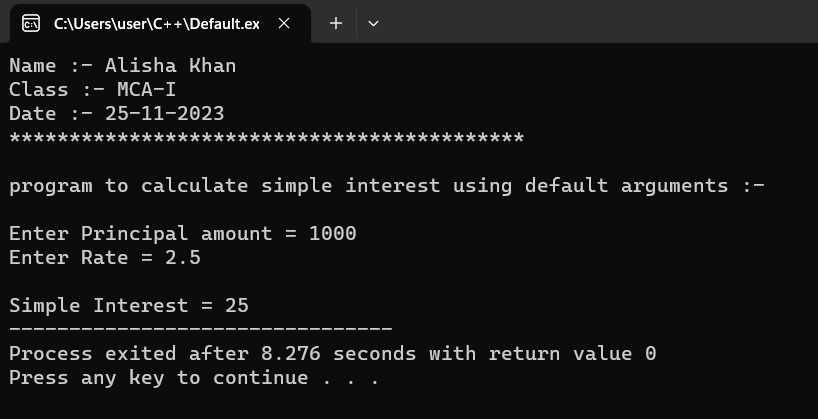 C:\Users\user\C++\Default.ex
Name :- Alisha Khan
Class :- MCA-I
Date :- 25-11-2023
*******************************************
program to calculate simple interest using default arguments :-
Enter Principal amount = 1000
Enter Rate = 2.5
Simple Interest = 25
--------------------------------
Process exited after 8.276 seconds with return value 0
Press any key to continue . . .